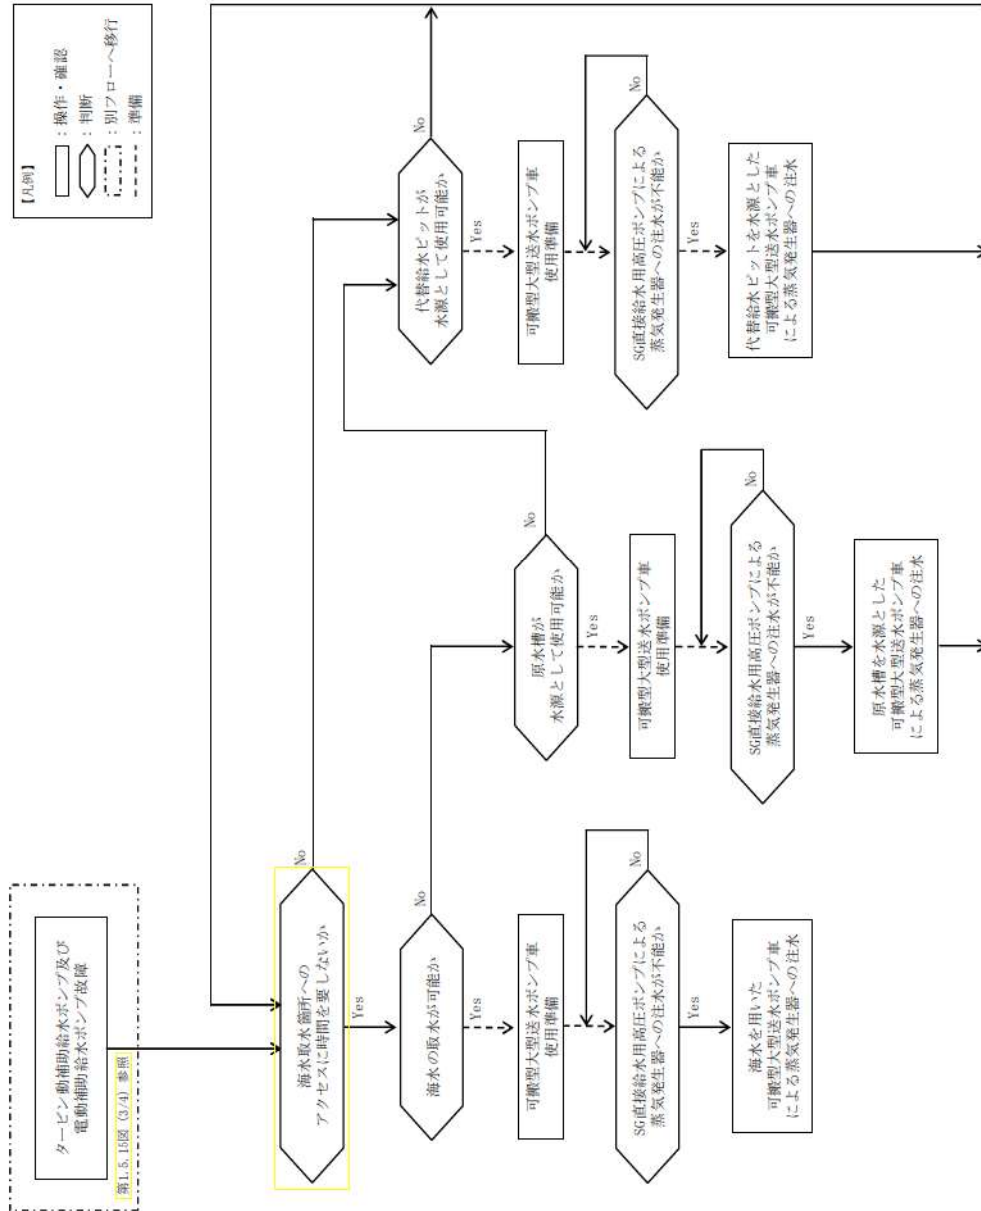 【凡例】
：操作・確認
：判断
：別フローへ移行
：準備
タービン動補助給水ポンプ及び
電動補助給水ポンプ故障
第1.5.15図（3/4）参照
海水取水箇所への
アクセスに時間を要しないか
No
Yes
海水の取水が可能か
No
Yes
可搬型大型送水ポンプ車
使用準備
SG直接給水用高圧ポンプによる
蒸気発生器への注水が不能か
No
Yes
海水を用いた
可搬型大型送水ポンプ車
による蒸気発生器への注水
原水槽が
水源として使用可能か
No
Yes
可搬型大型送水ポンプ車
使用準備
SG直接給水用高圧ポンプによる
蒸気発生器への注水が不能か
No
Yes
原水槽を水源とした
可搬型大型送水ポンプ車
による蒸気発生器への注水
代替給水ピットが
水源として使用可能か
No
Yes
可搬型大型送水ポンプ車
使用準備
SG直接給水用高圧ポンプによる
蒸気発生器への注水が不能か
No
Yes
代替給水ピットを水源とした
可搬型大型送水ポンプ車
による蒸気発生器への注水